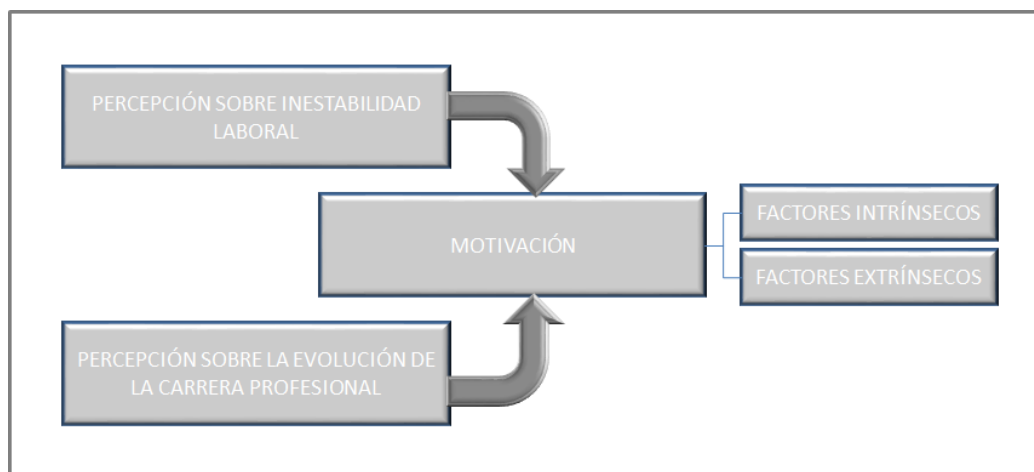 PERCEPCIÓN SOBRE INESTABILIDAD
LABORAL
MOTIVACIÓN
FACTORES INTRÍNSECOS
FACTORES EXTRÍNSECOS
PERCEPCIÓN SOBRE LA EVOLUCIÓN DE
LA CARRERA PROFESIONAL